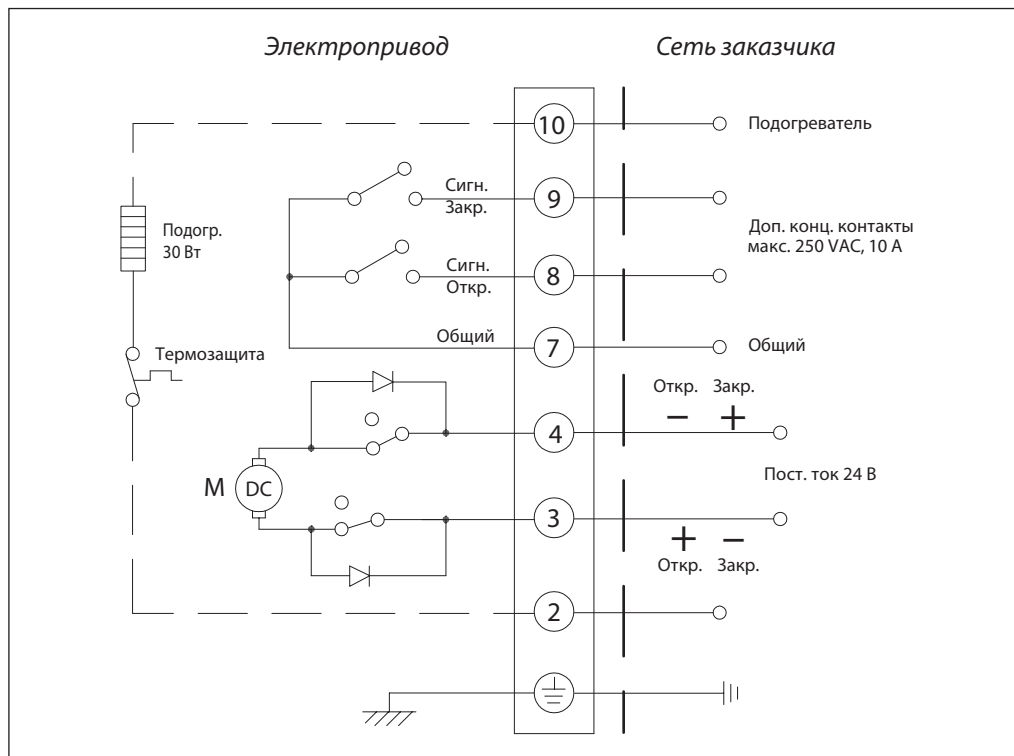 Электропривод
Сеть заказчика
10
Подогреватель
Сигн.
Закр.
9
Подогр.
30 Вт
Доп. конц. контакты
макс. 250 VAC, 10 A
Сигн.
Откр.
8
Общий
7
Общий
Термозащита
Откр. Закр.
− +
4
M
DC
Пост. ток 24 В
3
+ −
Откр. Закр.
2